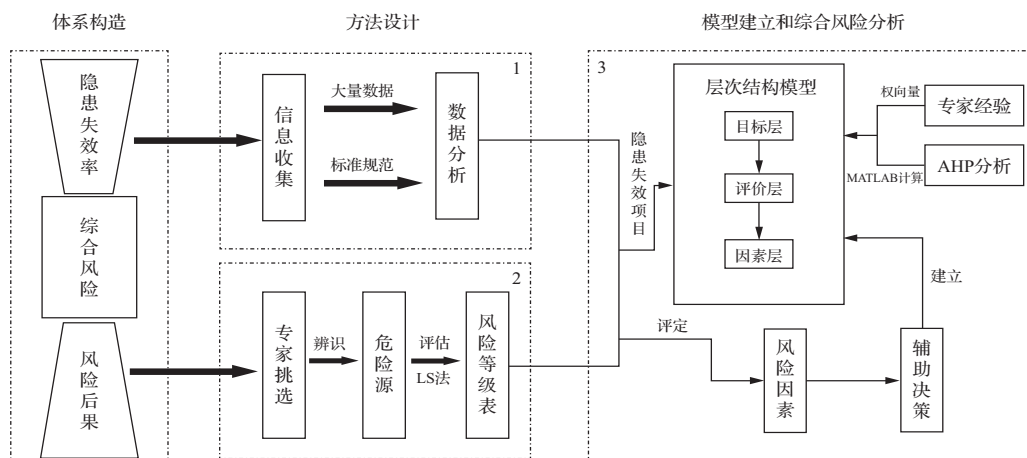 体系构造
方法设计
模型建立和综合风险分析
隐患失效率
综合风险
风险后果
1
信息收集
大量数据
标准规范
数据分析
2
专家挑选
辨识
危险源
评估
LS法
风险等级表
3
隐患失效项目
层次结构模型
目标层
评价层
因素层
权向量
专家经验
MATLAB计算
AHP分析
建立
评定
风险因素
辅助决策